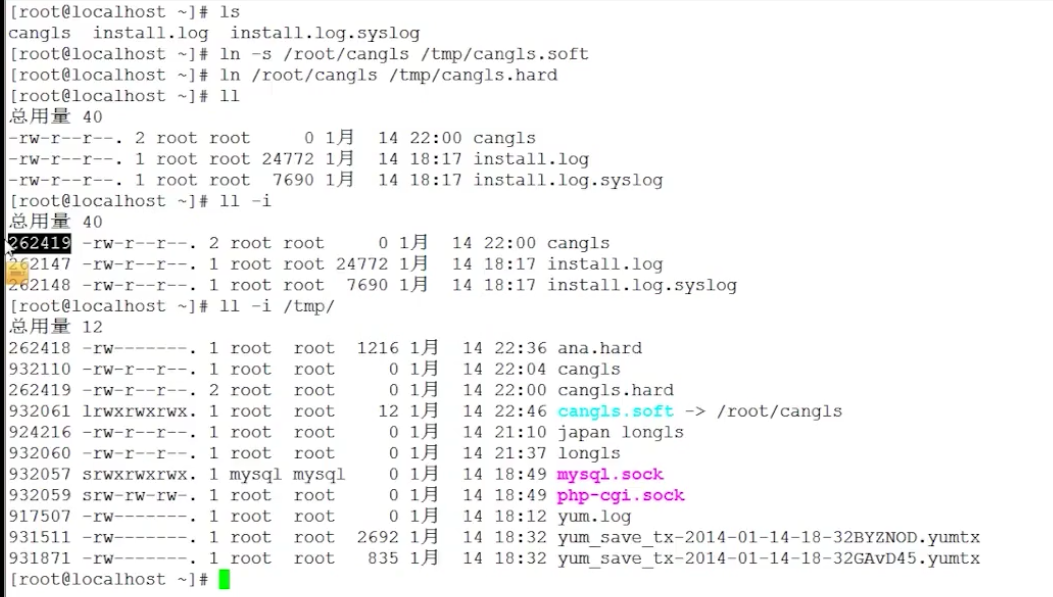 [root@localhost ~]# ls
cangls  install.log  install.log.syslog
[root@localhost ~]# ln -s /root/cangls /tmp/cangls.soft
[root@localhost ~]# ln /root/cangls /tmp/cangls.hard
[root@localhost ~]# ll
总用量 40
-rw-r--r--. 2 root root     0 1月  14 22:00 cangls
-rw-r--r--. 1 root root 24772 1月  14 18:17 install.log
-rw-r--r--. 1 root root  7690 1月  14 18:17 install.log.syslog
[root@localhost ~]# ll -i
总用量 40
262419 -rw-r--r--. 2 root root     0 1月  14 22:00 cangls
262147 -rw-r--r--. 1 root root 24772 1月  14 18:17 install.log
262148 -rw-r--r--. 1 root root  7690 1月  14 18:17 install.log.syslog
[root@localhost ~]# ll -i /tmp/
总用量 12
262418 -rw-------. 1 root  root  1216 1月  14 22:36 ana.hard
932110 -rw-r--r--. 1 root  root     0 1月  14 22:04 cangls
262419 -rw-r--r--. 2 root  root     0 1月  14 22:00 cangls.hard
932061 lrwxrwxrwx. 1 root  root    12 1月  14 22:46 cangls.soft -> /root/cangls
924216 -rw-r--r--. 1 root  root     0 1月  14 21:10 japan longls
932060 -rw-r--r--. 1 root  root     0 1月  14 21:37 longls
932057 srwxrwxrwx. 1 mysql mysql    0 1月  14 18:49 mysql.sock
932059 srw-rw-rw-. 1 root  root     0 1月  14 18:49 php-cgi.sock
917507 -rw-------. 1 root  root     0 1月  14 18:12 yum.log
931511 -rw-------. 1 root  root  2692 1月  14 18:32 yum_save_tx-2014-01-14-18-32BYZNOD.yumtx
931871 -rw-------. 1 root  root   835 1月  14 18:32 yum_save_tx-2014-01-14-18-32GAvD45.yumtx
[root@localhost ~]#